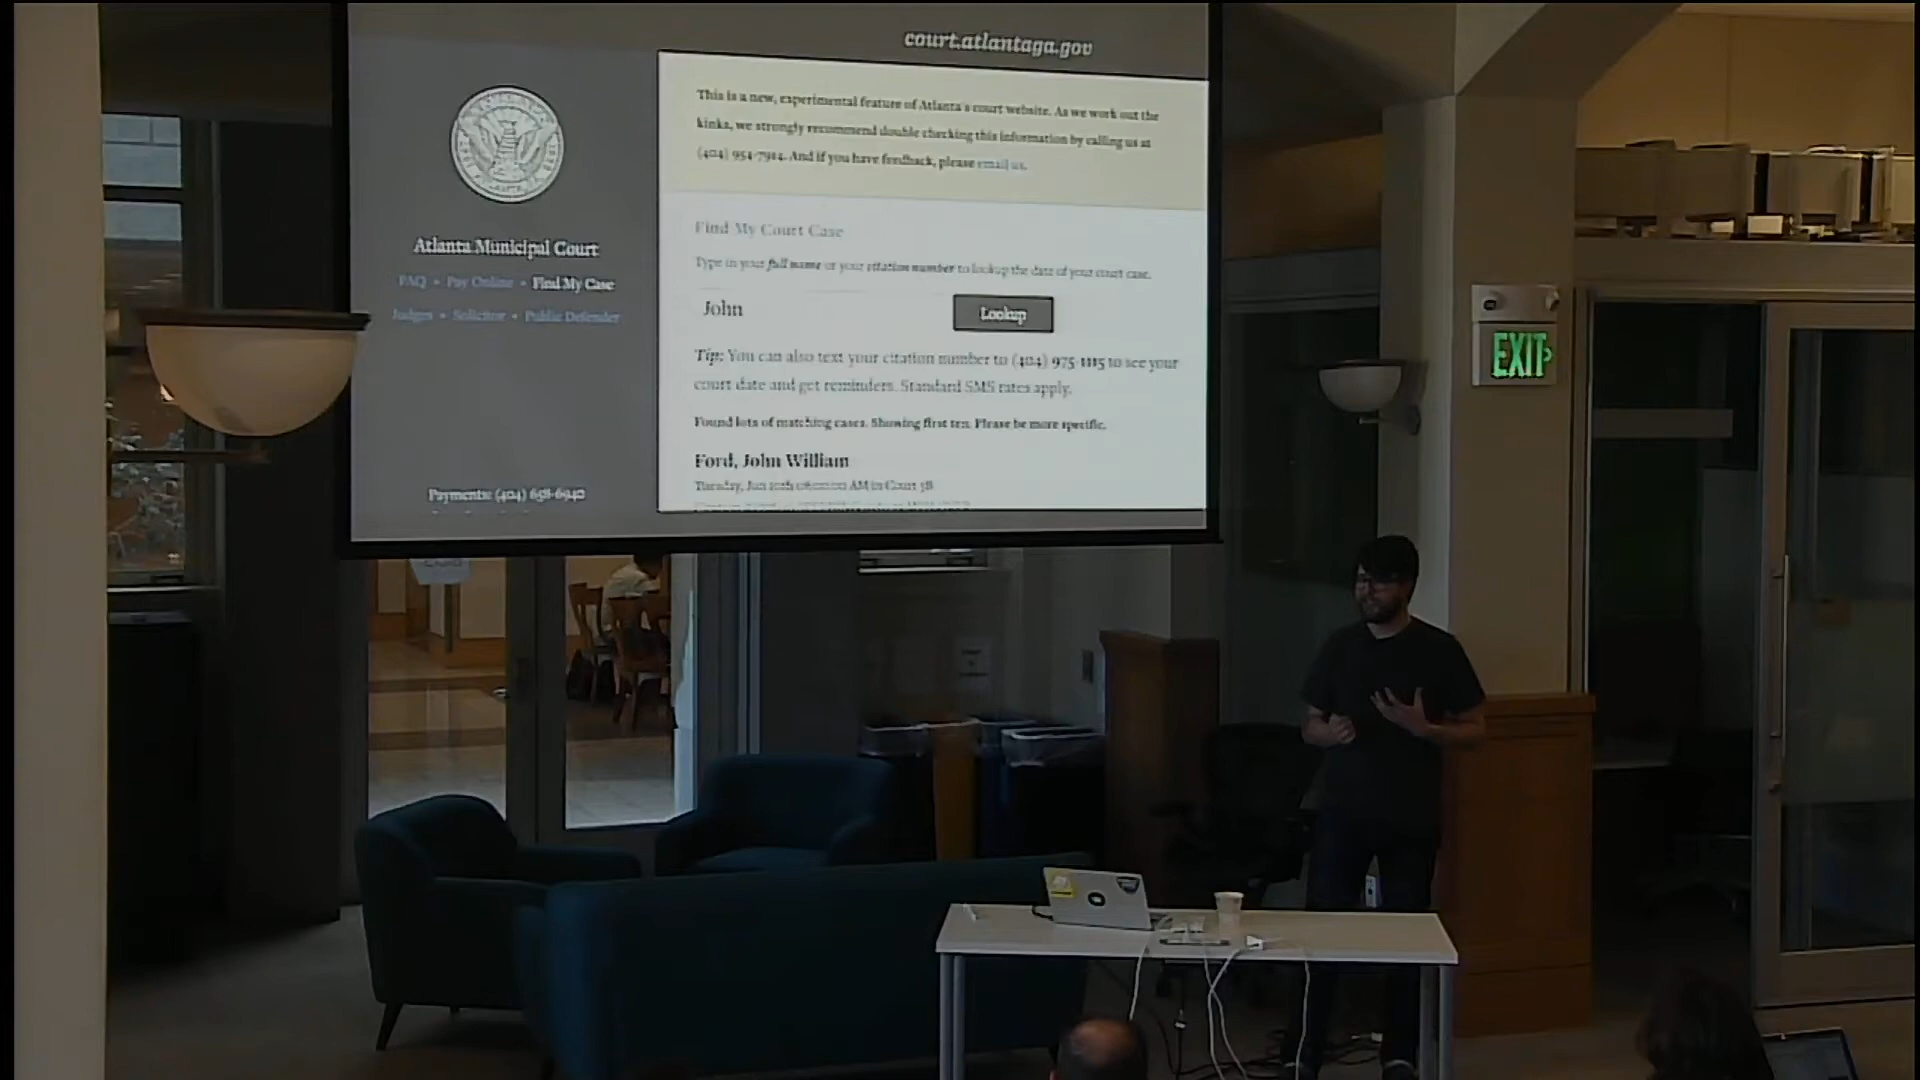 court.atlantaga.gov
This is a new, experimental feature of Atlanta's court website. As we work out the
kinks, we strongly recommend double checking this information by calling us at
(404) 954-7914. And if you have feedback, please email us.
Atlanta Municipal Court
FAQ • Pay Online • Find My Case
Judges • Solicitor • Public Defender
Payments: (404) 658-6940
Find My Court Case
Type in your full name or your citation number to lookup the date of your court case.
John
Lookup
Tip: You can also text your citation number to (404) 975-1115 to see your
court date and get reminders. Standard SMS rates apply.
Found lots of matching cases. Showing first ten. Please be more specific.
Ford, John William
Tuesday, Jun AM in Court 5B
EXIT